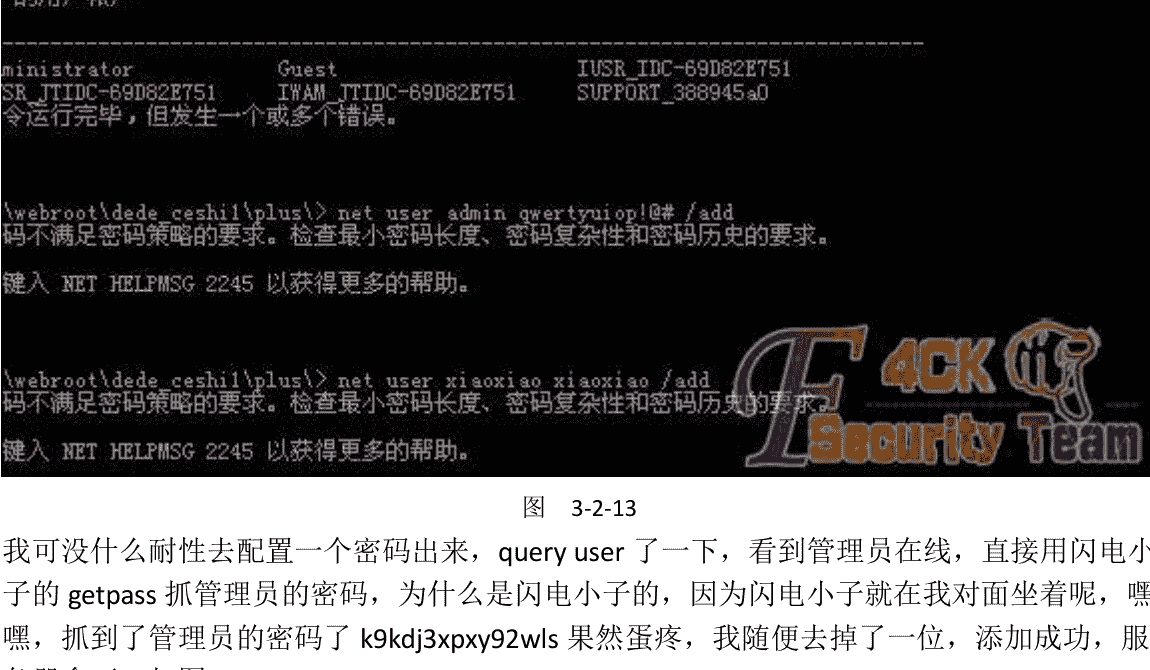 ministrator Guest IUSR_IDC-69D82E751
SR_JTIDC-69D82E751 IWAM_JTIDC-69D82E751 SUPPORT_388945a0
令运行完毕，但发生一个或多个错误。
\webroot\dede_ceshi1\plus\> net user admin qwertyuiop!@# /add
码不满足密码策略的要求。检查最小密码长度、密码复杂性和密码历史的要求。
键入 NET HELPMSG 2245 以获得更多的帮助。
\webroot\dede_ceshi1\plus\> net user xiaoxiao xiaoxiao /add
码不满足密码策略的要求。检查最小密码长度、密码复杂性和密码历史的要求。
键入 NET HELPMSG 2245 以获得更多的帮助。
F4CK
Security Team
图 3-2-13
我可没什么耐性去配置一个密码出来，query user 了一下，看到管理员在线，直接用闪电小
子的 getpass 抓管理员的密码，为什么是闪电小子的，因为闪电小子就在我对面坐着呢，嘿
嘿，抓到了管理员的密码了 k9kdj3xpxy92wls 果然蛋疼，我随便去掉了一位，添加成功，服